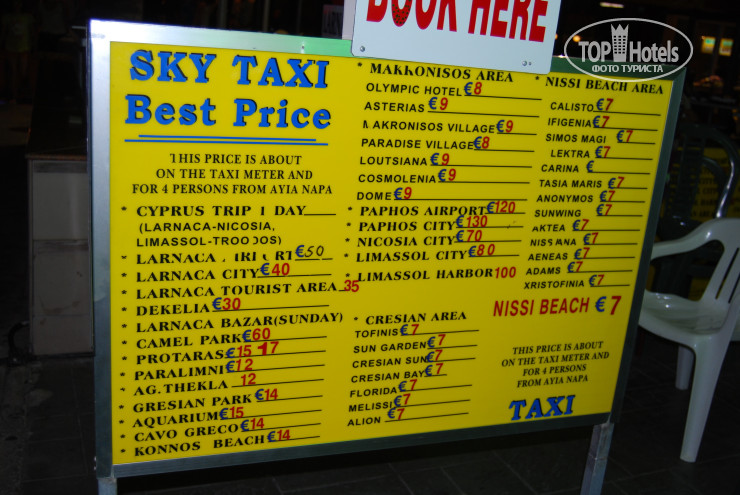 BOOK HERE
TOP Hotels
ФОТО ТУРИСТА
SKY TAXI
Best Price
THIS PRICE IS ABOUT
ON THE TAXI METER AND
FOR 4 PERSONS FROM AYIA NAPA
* CYPRUS TRIP 1 DAY
(LARNACA-NICOSIA,
LIMASSOL-TROODOS)
* LARNACA €50
* LARNACA CITY €40
* LARNACA TOURIST AREA 35
* DEKELIA €30
* LARNACA BAZAR (SUNDAY)
* CAMEL PARK €60
* PROTARAS €15-17
* PARALIMNI €12
* AG. THEKLA 12
* GRESIAN PARK €14
* AQUARIUM €15
* CAVO GRECO €14
* KONNOS BEACH €14
* MAKKONISOS AREA
OLYMPIC HOTEL €8
ASTERIAS €9
MAKRONISOS VILLAGE €9
PARADISE VILLAGE €8
LOUTSIANA €9
COSMOLENIA €9
DOME €9
* PAPHOS AIRPORT €120
* PAPHOS CITY €130
* NICOSIA CITY €70
* LIMASSOL CITY €80
* LIMASSOL HARBOR 100
* CRESIAN AREA
TOFINIS €7
SUN GARDEN €7
CRESIAN SUN €7
CRESIAN BAY €7
FLORIDA €7
MELISSI €7
ALION €7
* NISSI BEACH AREA
CALISTO €7
IFIGENIA €7
SIMOS MAGI €7
LEKTRA €7
CARINA €
TASIA MARIS €7
ANONYMOS €7
SUNWING €7
AKTEA €7
NISSIANA €7
AENEAS €7
ADAMS €7
XRISTOFINIA €7
NISSI BEACH €7
THIS PRICE IS ABOUT
ON THE TAXI METER AND
FOR 4 PERSONS
FROM AYIA NAPA
TAXI